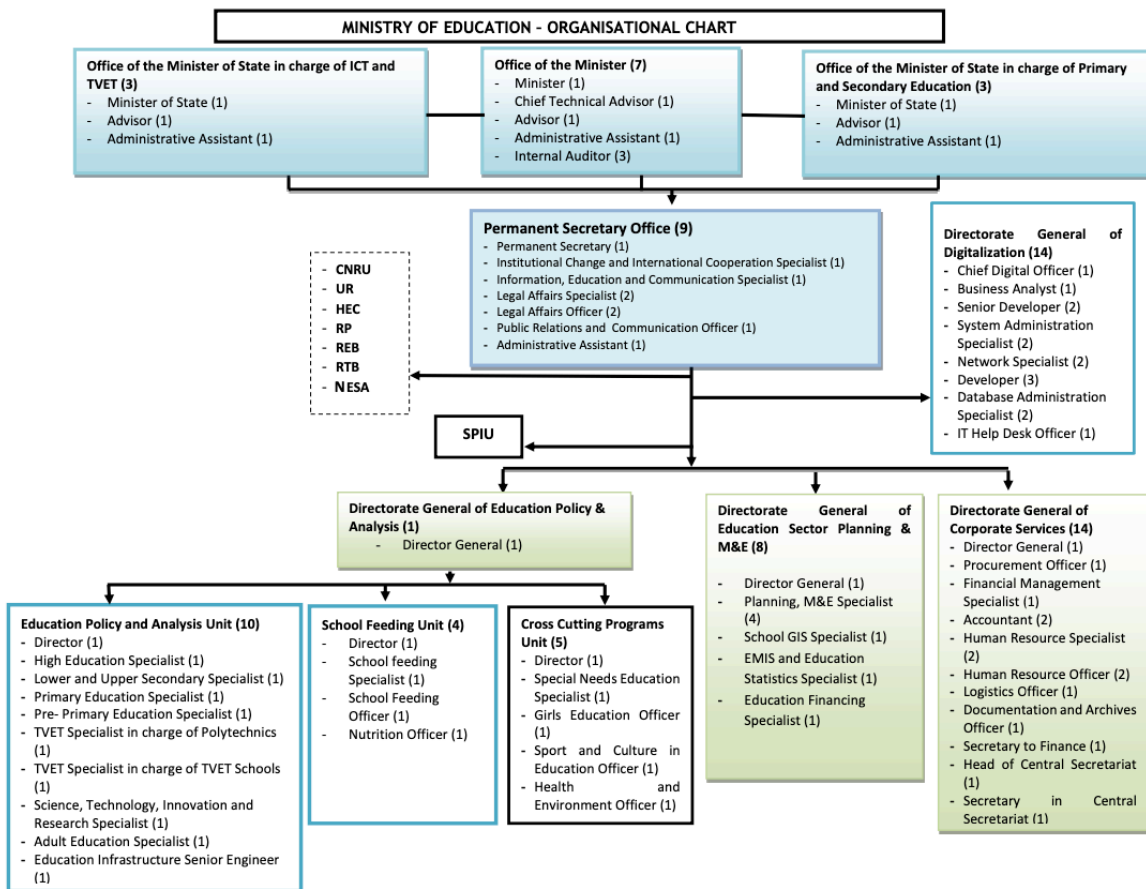 MINISTRY OF EDUCATION – ORGANISATIONAL CHART
Office of the Minister of State in charge of ICT and
TVET (3)
- Minister of State (1)
- Advisor (1)
- Administrative Assistant (1)
Office of the Minister (7)
- Minister (1)
- Chief Technical Advisor (1)
- Advisor (1)
- Administrative Assistant (1)
- Internal Auditor (3)
Office of the Minister of State in charge of Primary
and Secondary Education (3)
- Minister of State (1)
- Advisor (1)
- Administrative Assistant (1)
Permanent Secretary Office (9)
- Permanent Secretary (1)
- Institutional Change and International Cooperation Specialist (1)
- Information, Education and Communication Specialist (1)
- Legal Affairs Specialist (2)
- Legal Affairs Officer (2)
- Public Relations and Communication Officer (1)
- Administrative Assistant (1)
- CNRU
- UR
- HEC
- RP
- REB
- RTB
- NESA
Directorate General of
Digitalization (14)
- Chief Digital Officer (1)
- Business Analyst (1)
- Senior Developer (2)
- System Administration
Specialist (2)
- Network Specialist (2)
- Developer (3)
- Database Administration
Specialist (2)
- IT Help Desk Officer (1)
SPIU
Directorate General of Education Policy &
Analysis (1)
- Director General (1)
Directorate General of
Education Sector Planning &
M&E (8)
- Director General (1)
- Planning, M&E Specialist
(4)
- School GIS Specialist (1)
- EMIS and Education
Statistics Specialist (1)
- Education Financing
Specialist (1)
Directorate General of
Corporate Services (14)
- Director General (1)
- Procurement Officer (1)
- Financial Management
Specialist (1)
- Accountant (2)
- Human Resource Specialist
(2)
- Human Resource Officer (2)
- Logistics Officer (1)
- Documentation and Archives
Officer (1)
- Secretary to Finance (1)
- Head of Central Secretariat
(1)
- Secretary in Central
Secretariat (1)
Education Policy and Analysis Unit (10)
- Director (1)
- High Education Specialist (1)
- Lower and Upper Secondary Specialist (1)
- Primary Education Specialist (1)
- Pre- Primary Education Specialist (1)
- TVET Specialist in charge of Polytechnics
(1)
- TVET Specialist in charge of TVET Schools
(1)
- Science, Technology, Innovation and
Research Specialist (1)
- Adult Education Specialist (1)
- Education Infrastructure Senior Engineer
(1)
School Feeding Unit (4)
- Director (1)
- School feeding
Specialist (1)
- School Feeding
Officer (1)
- Nutrition Officer (1)
Cross Cutting Programs
Unit (5)
- Director (1)
- Special Needs Education
Specialist (1)
- Girls Education Officer
(1)
- Sport and Culture in
Education Officer (1)
- Health and
Environment Officer (1)